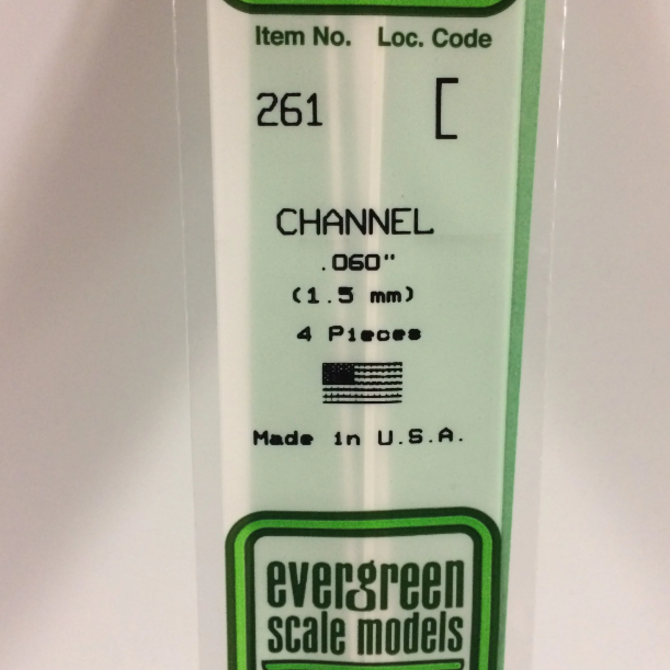 Item No. Loc. Code
261 [
CHANNEL
.060"
(1.5 mm)
4 Pieces
Made in U.S.A.
evergreen
scale models